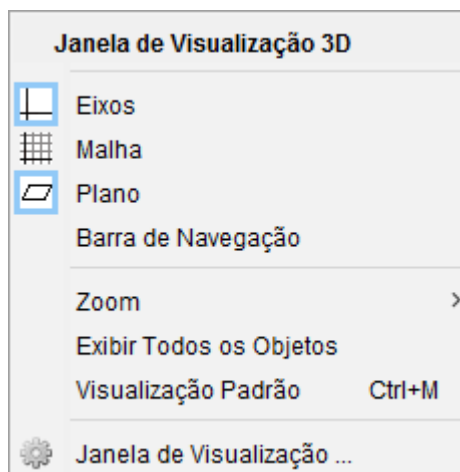 Janela de Visualização 3D
Eixos
Malha
Plano
Barra de Navegação
Zoom
Exibir Todos os Objetos
Visualização Padrão Ctrl+M
Janela de Visualização ...